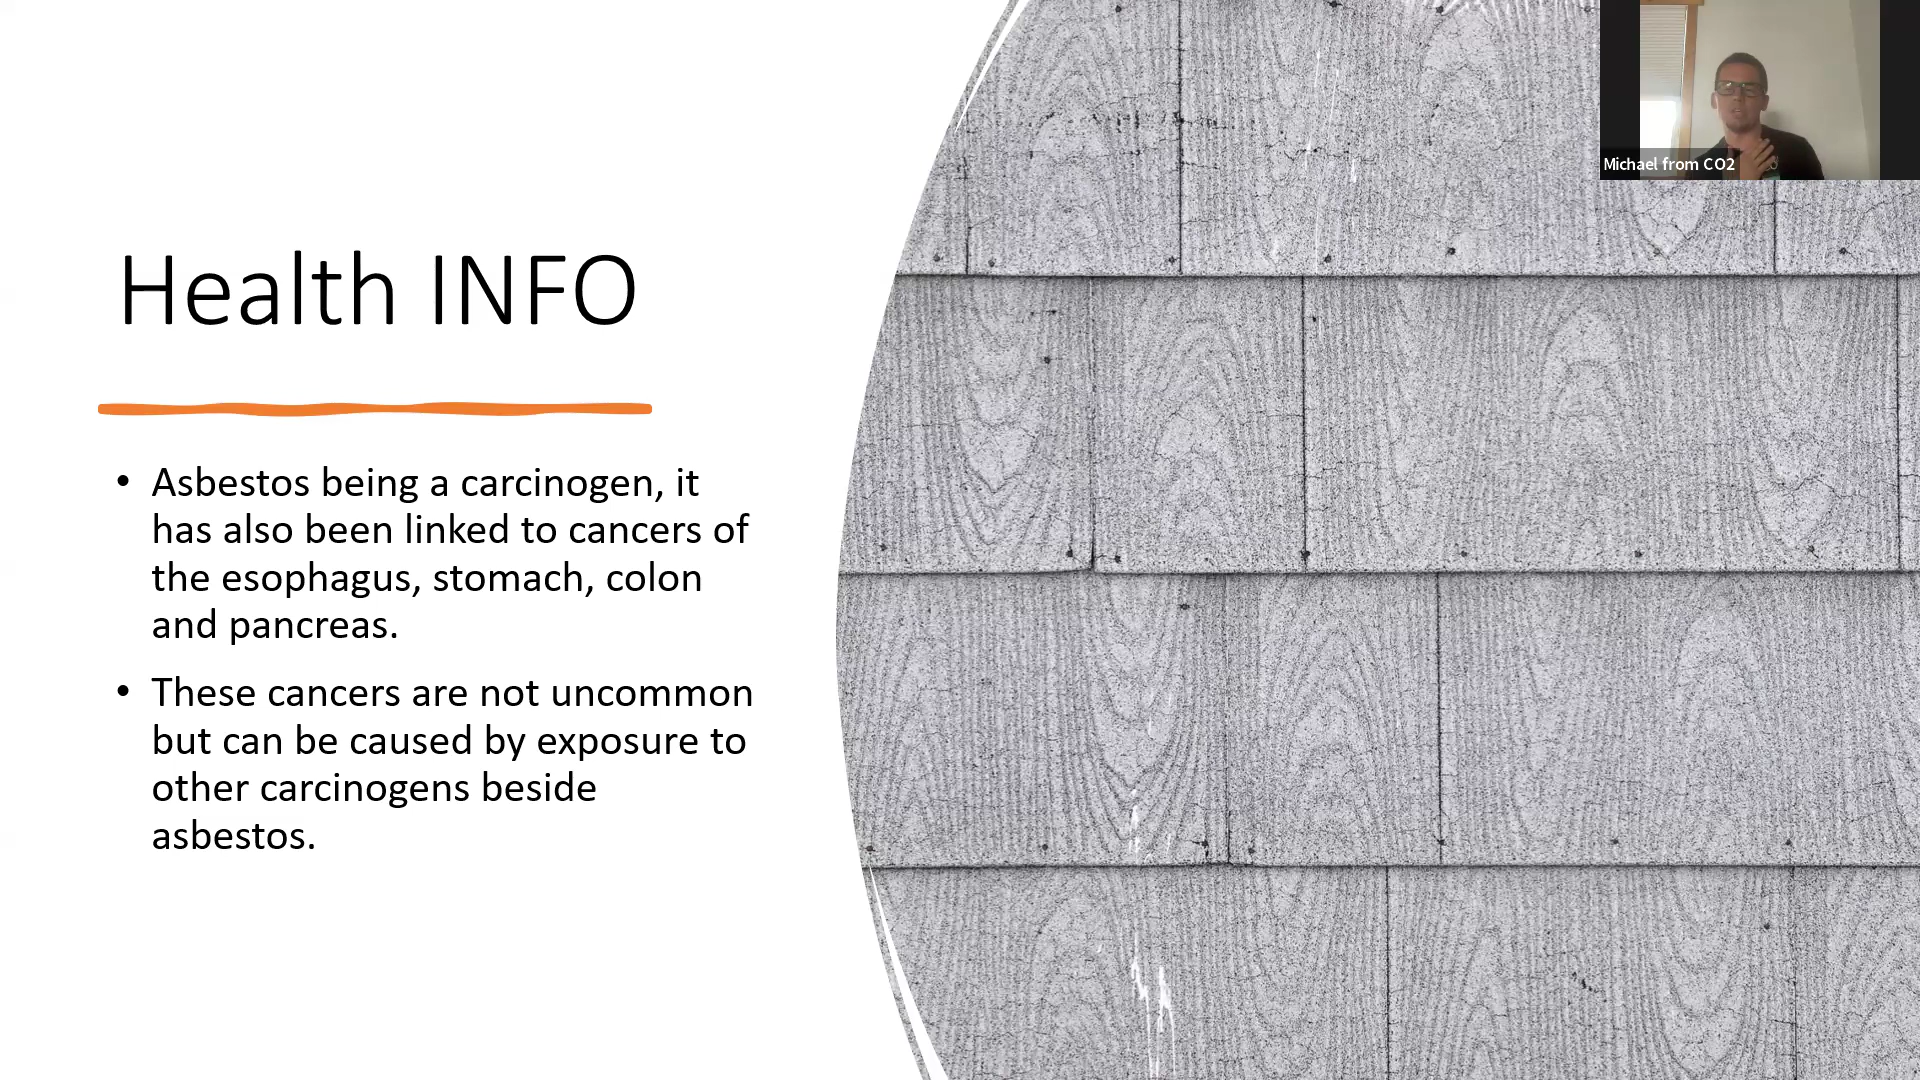 Michael from CO2
Health INFO
• Asbestos being a carcinogen, it
has also been linked to cancers of
the esophagus, stomach, colon
and pancreas.
• These cancers are not uncommon
but can be caused by exposure to
other carcinogens beside
asbestos.